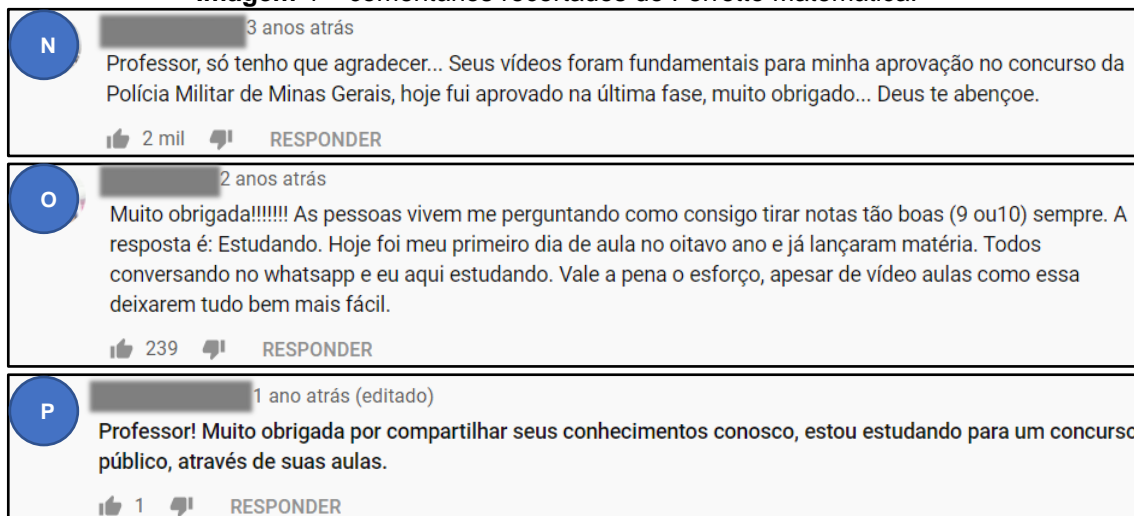 N
3 anos atrás
Professor, só tenho que agradecer... Seus vídeos foram fundamentais para minha aprovação no concurso da
Polícia Militar de Minas Gerais, hoje fui aprovado na última fase, muito obrigado... Deus te abençoe.
2 mil RESPONDER
O
2 anos atrás
Muito obrigada!!!!!!! As pessoas vivem me perguntando como consigo tirar notas tão boas (9 ou10) sempre. A
resposta é: Estudando. Hoje foi meu primeiro dia de aula no oitavo ano e já lançaram matéria. Todos
conversando no whatsapp e eu aqui estudando. Vale a pena o esforço, apesar de vídeo aulas como essa
deixarem tudo bem mais fácil.
239 RESPONDER
P
1 ano atrás (editado)
Professor! Muito obrigada por compartilhar seus conhecimentos conosco, estou estudando para um concurso
público, através de suas aulas.
1 RESPONDER